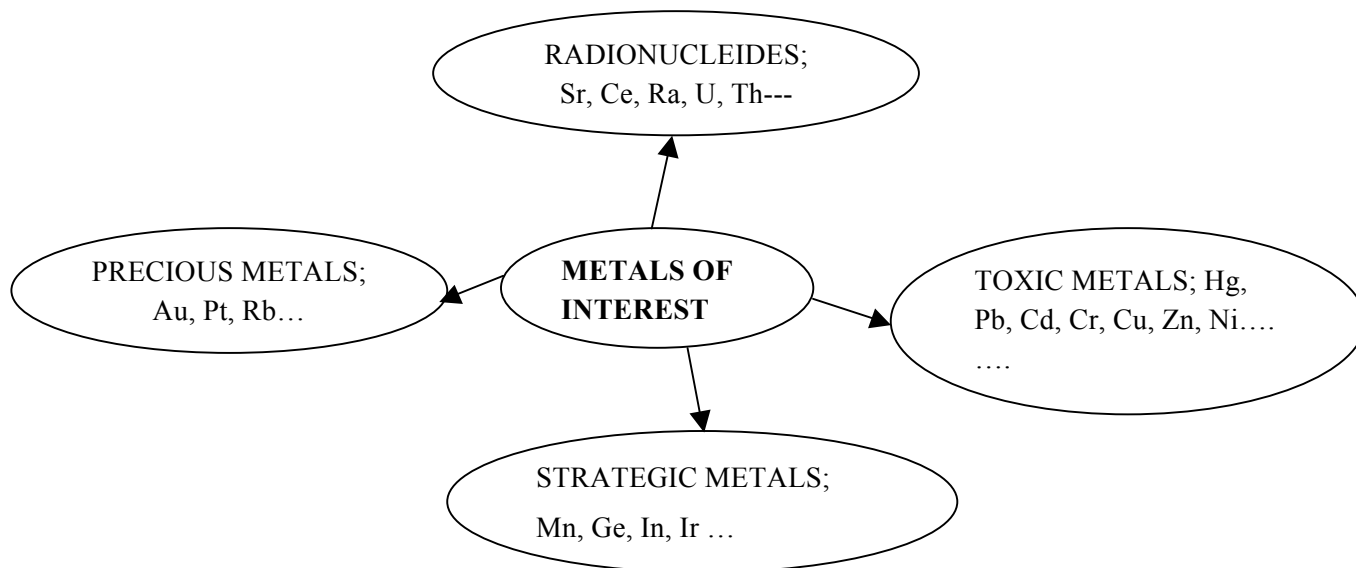 RADIONUCLEIDES;
Sr, Ce, Ra, U, Th---
PRECIOUS METALS;
Au, Pt, Rb…
METALS OF
INTEREST
TOXIC METALS; Hg,
Pb, Cd, Cr, Cu, Zn, Ni….
….
STRATEGIC METALS;
Mn, Ge, In, Ir …